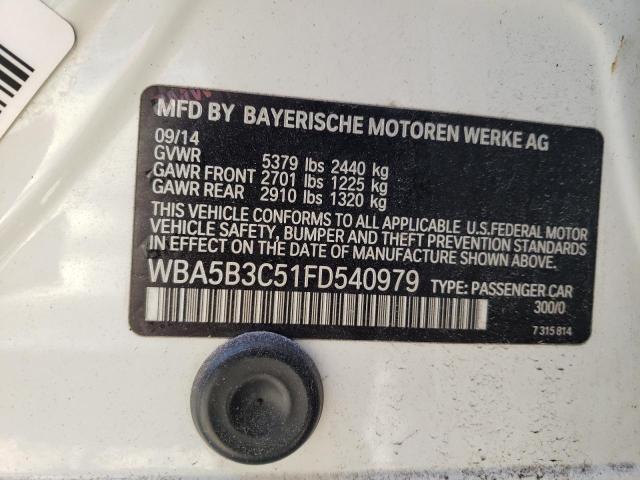 MFD BY BAYERISCHE MOTOREN WERKE AG
09/14
GVWR 5379 lbs 2440 kg
GAWR FRONT 2701 lbs 1225 kg
GAWR REAR 2910 lbs 1320 kg
THIS VEHICLE CONFORMS TO ALL APPLICABLE U.S.FEDERAL MOTOR
VEHICLE SAFETY, BUMPER AND THEFT PREVENTION STANDARDS
IN EFFECT ON THE DATE OF MANUFACTURE SHOWN ABOVE.
WBA5B3C51FD540979 TYPE: PASSENGER CAR
300/0
7 315 814